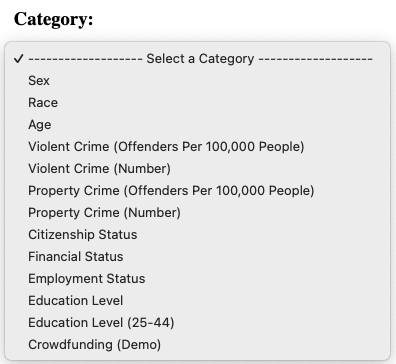 Category:
✓ ------------------- Select a Category -------------------
Sex
Race
Age
Violent Crime (Offenders Per 100,000 People)
Violent Crime (Number)
Property Crime (Offenders Per 100,000 People)
Property Crime (Number)
Citizenship Status
Financial Status
Employment Status
Education Level
Education Level (25-44)
Crowdfunding (Demo)